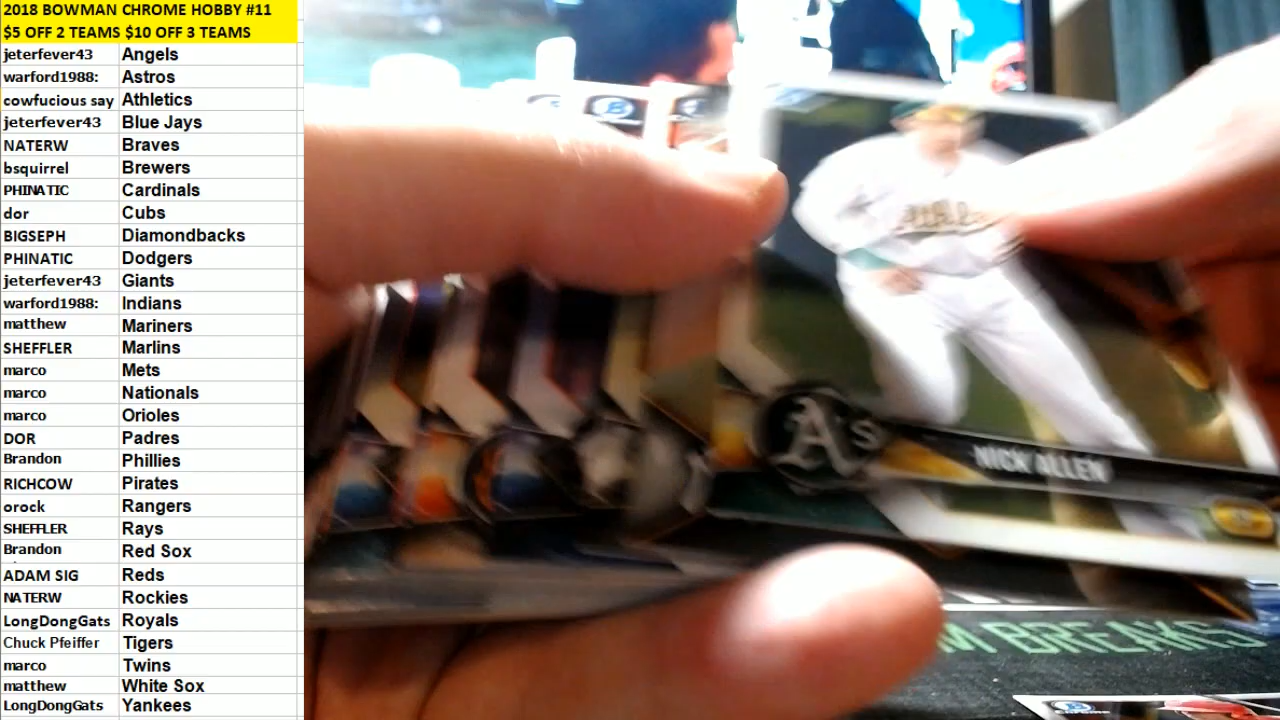 2018 BOWMAN CHROME HOBBY #11
$5 OFF 2 TEAMS $10 OFF 3 TEAMS
jeterfever43 Angels
warford1988: Astros
cowfucious say Athletics
jeterfever43 Blue Jays
NATERW Braves
bsquirrel Brewers
PHINATIC Cardinals
dor Cubs
BIGSEPH Diamondbacks
PHINATIC Dodgers
jeterfever43 Giants
warford1988: Indians
matthew Mariners
SHEFFLER Marlins
marco Mets
marco Nationals
marco Orioles
DOR Padres
Brandon Phillies
RICHCOW Pirates
orock Rangers
SHEFFLER Rays
Brandon Red Sox
ADAM SIG Reds
NATERW Rockies
LongDongGats Royals
Chuck Pfeiffer Tigers
marco Twins
matthew White Sox
LongDongGats Yankees
A's
NICK ALLEN
M BREAKS